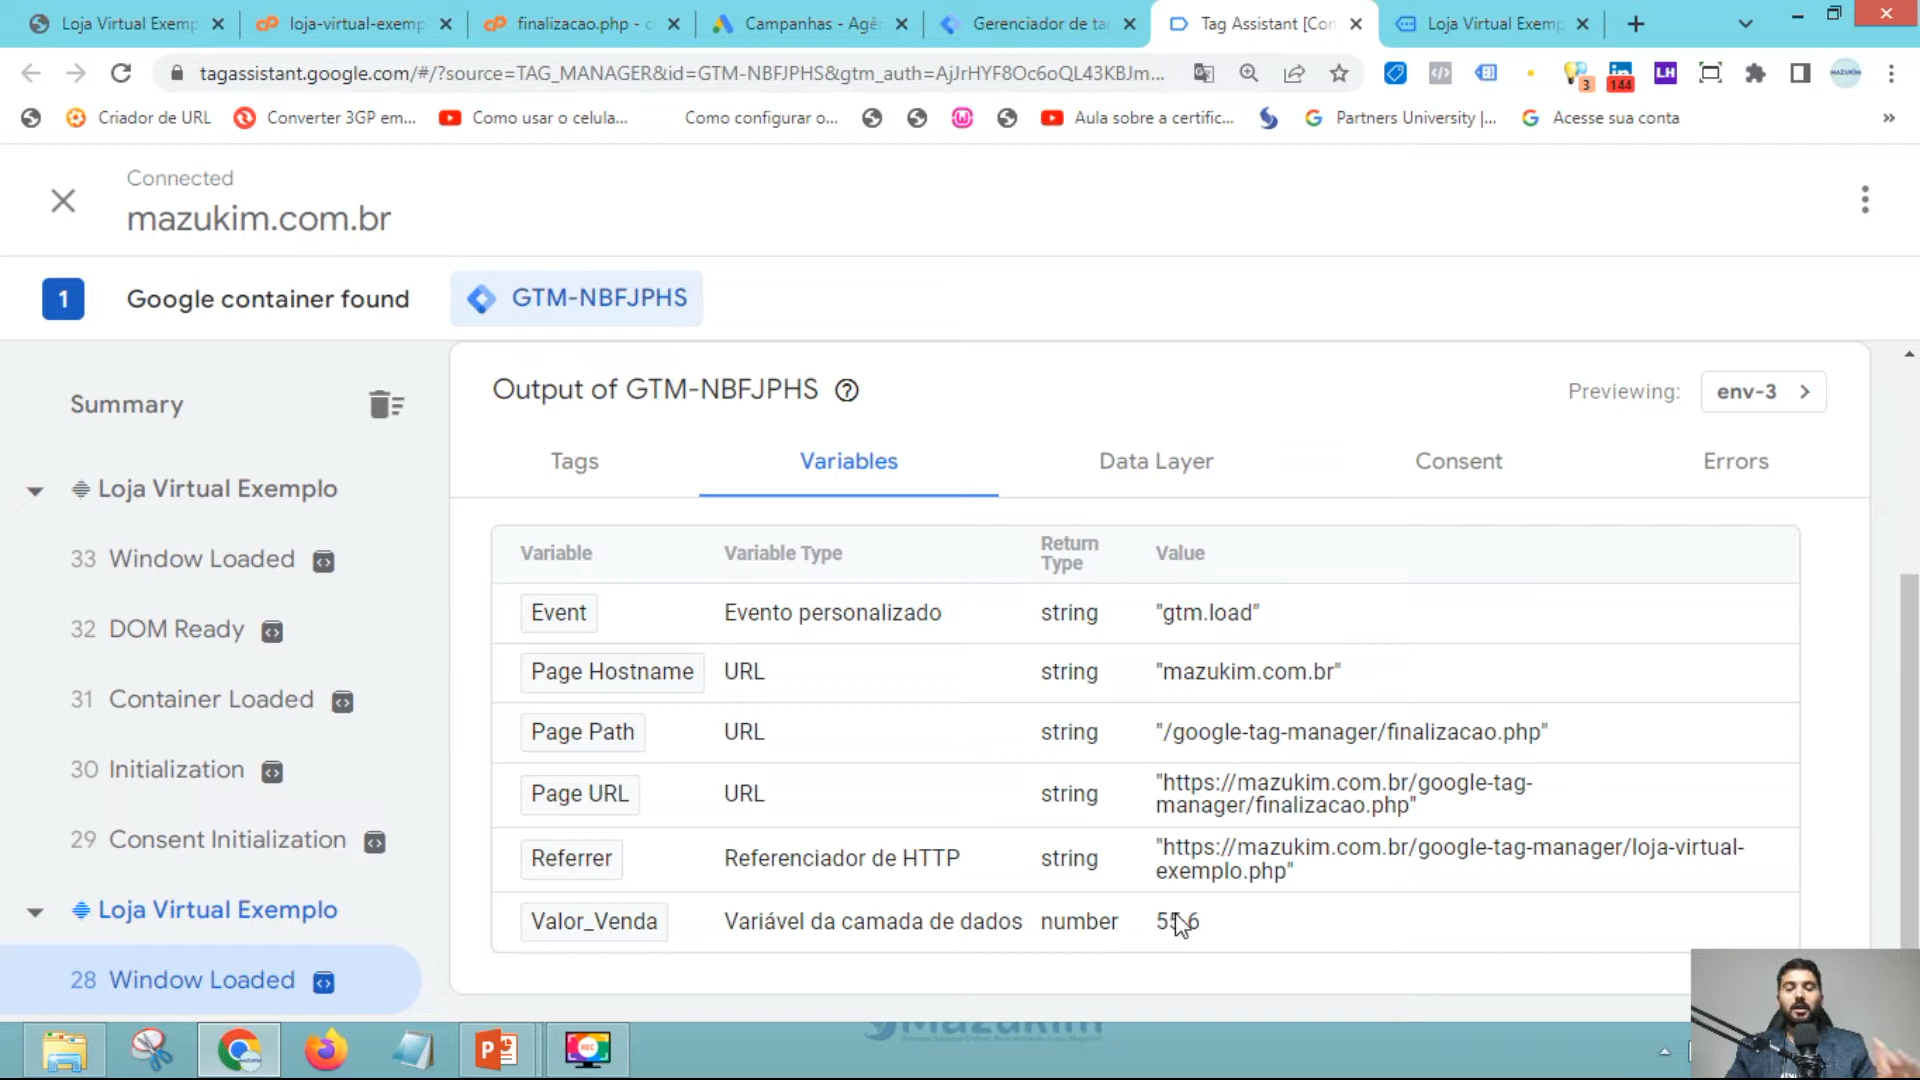 Loja Virtual Exemp
loja-virtual-exemp
finalizacao.php - c
Campanhas - Agê
Gerenciador de ta
Tag Assistant [Con
Loja Virtual Exemp
tagassistant.google.com/#/?source=TAG_MANAGER&id=GTM-NBFJPHS&gtm_auth=AjJrHYF8Oc6oQL43KBJm...
3
144
LH
MAZUKIM
Criador de URL
Converter 3GP em...
Como usar o celula...
Como configurar o...
Aula sobre a certific...
Partners University |...
Acesse sua conta
»
Connected
mazukim.com.br
1
Google container found
GTM-NBFJPHS
Summary
Loja Virtual Exemplo
33 Window Loaded
32 DOM Ready
31 Container Loaded
30 Initialization
29 Consent Initialization
Loja Virtual Exemplo
28 Window Loaded
Output of GTM-NBFJPHS
Previewing: env-3
Tags
Variables
Data Layer
Consent
Errors
Variable Variable Type Return Type Value
Event Evento personalizado string "gtm.load"
Page Hostname URL string "mazukim.com.br"
Page Path URL string "/google-tag-manager/finalizacao.php"
Page URL URL string "https://mazukim.com.br/google-tag-
manager/finalizacao.php"
Referrer Referenciador de HTTP string "https://mazukim.com.br/google-tag-manager/loja-virtual-
exemplo.php"
Valor_Venda Variável da camada de dados number
Mazukim
REC